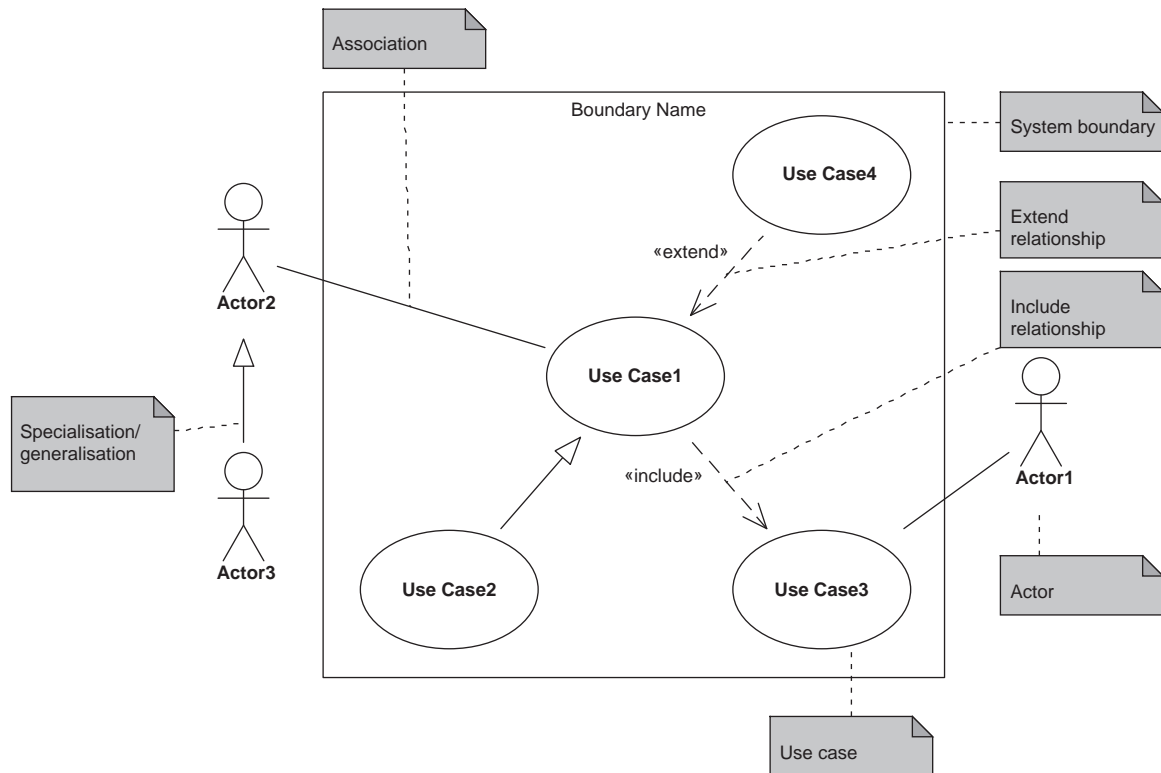 Association
Boundary Name
System boundary
Use Case4
Extend
relationship
«extend»
Actor2
Include
relationship
Use Case1
Specialisation/
generalisation
«include»
Actor1
Actor3
Use Case2
Use Case3
Actor
Use case